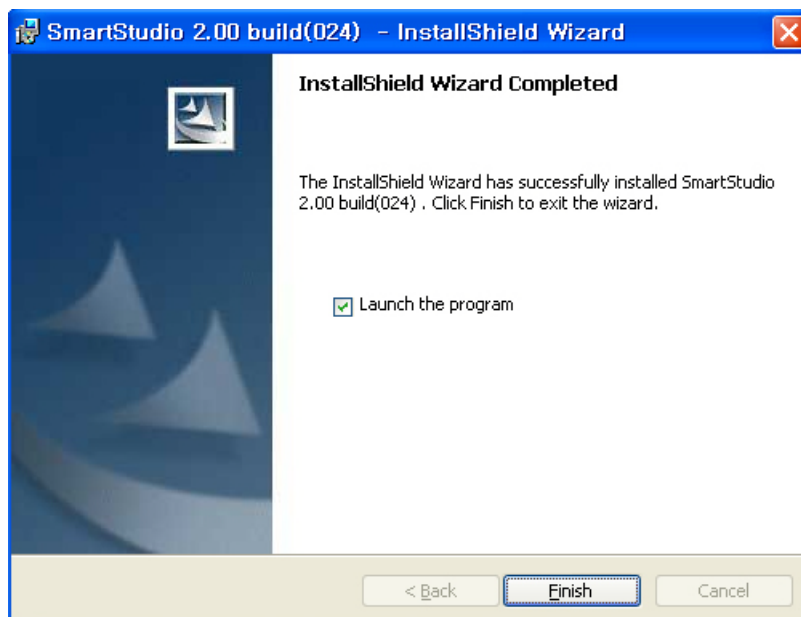 SmartStudio 2.00 build(024) - InstallShield Wizard
InstallShield Wizard Completed
The InstallShield Wizard has successfully installed SmartStudio
2.00 build(024) . Click Finish to exit the wizard.
Launch the program
< Back
Finish
Cancel